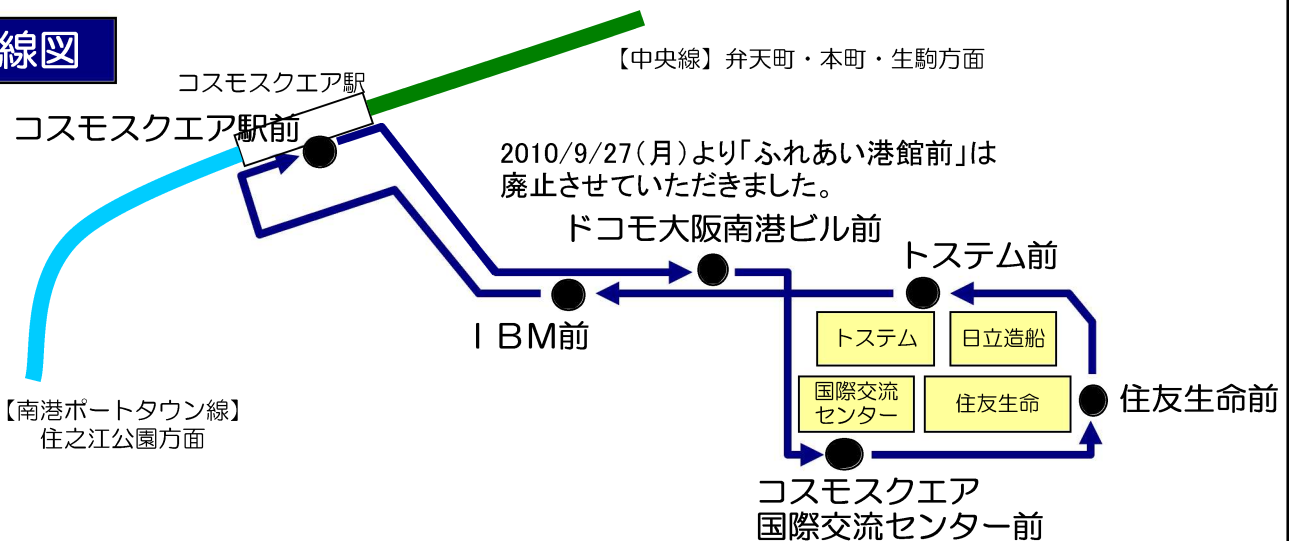 線図
【中央線】弁天町・本町・生駒方面
コスモスクエア駅
コスモスクエア駅前
2010/9/27(月)より「ふれあい港館前」は
廃止させていただきました。
ドコモ大阪南港ビル前
トステム前
IBM前
トステム
日立造船
国際交流
センター
住友生命
住友生命前
【南港ポートタウン線】
住之江公園方面
コスモスクエア
国際交流センター前